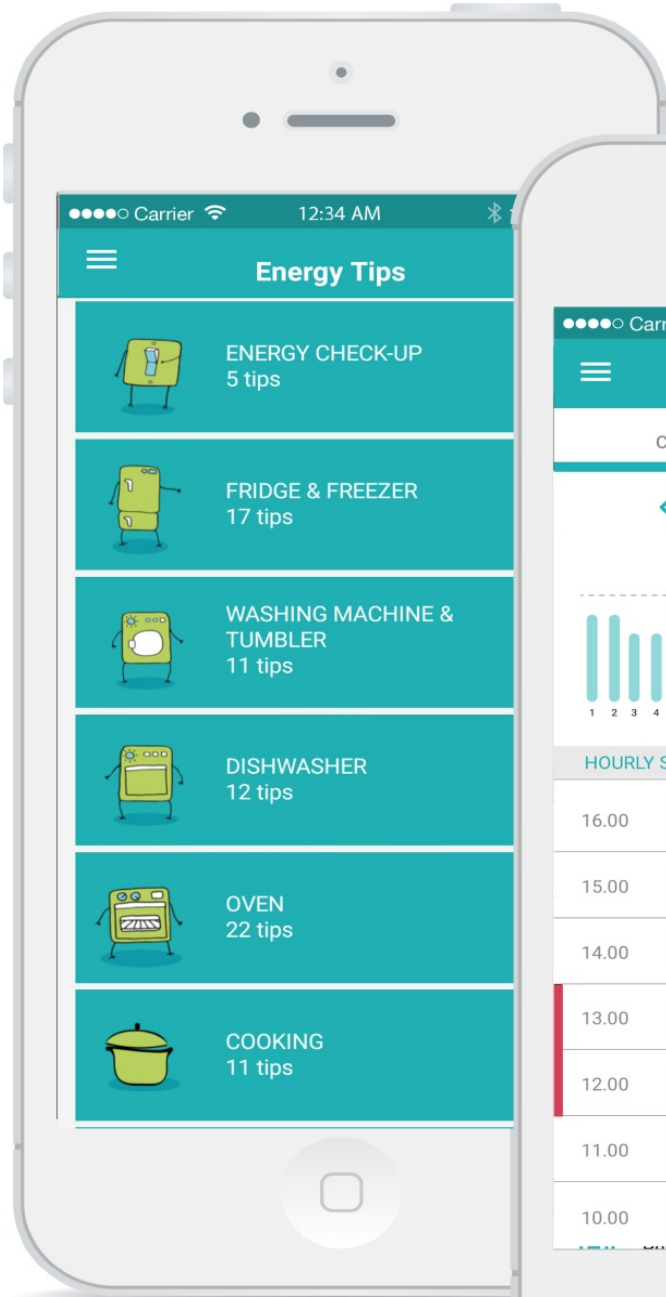 Carrier 12:34 AM
Energy Tips
ENERGY CHECK-UP
5 tips
FRIDGE & FREEZER
17 tips
WASHING MACHINE &
TUMBLER
11 tips
DISHWASHER
12 tips
OVEN
22 tips
COOKING
11 tips
Carr
C
1 2 3 4
HOURLY S
16.00
15.00
14.00
13.00
12.00
11.00
10.00